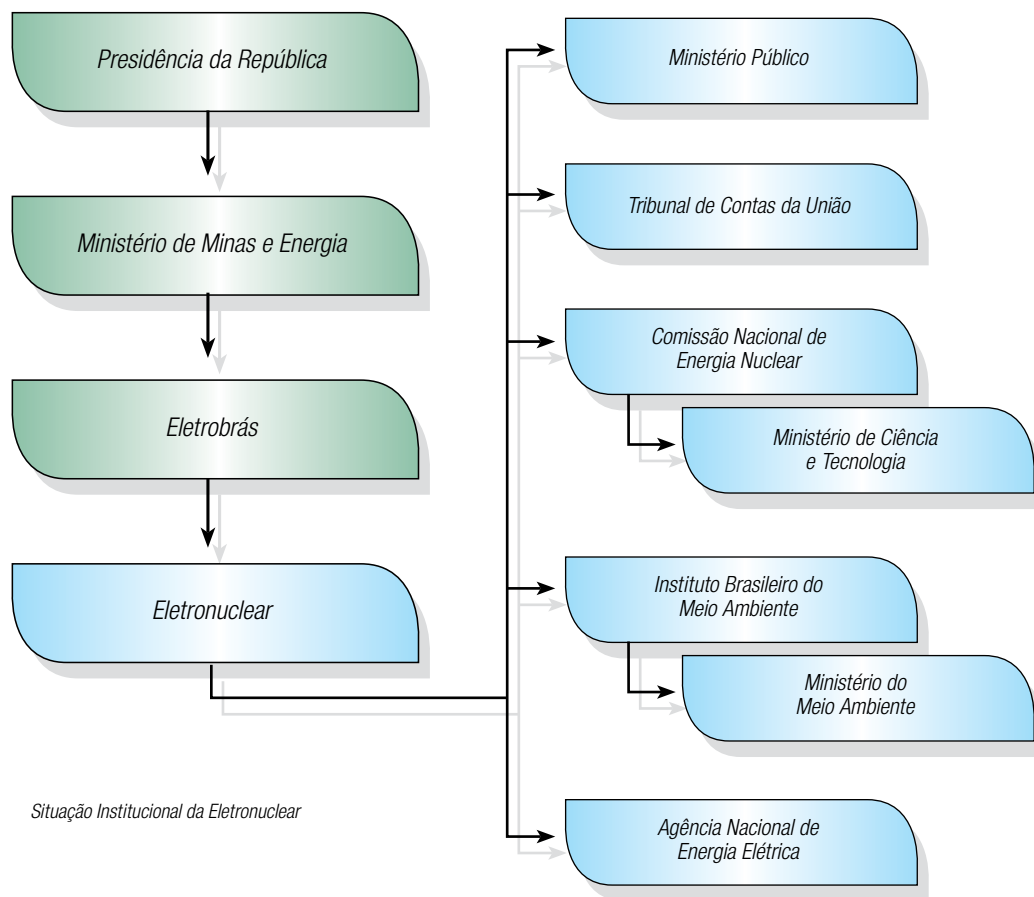 Presidência da República
Ministério de Minas e Energia
Eletrobrás
Eletronuclear
Situação Institucional da Eletronuclear
Ministério Público
Tribunal de Contas da União
Comissão Nacional de
Energia Nuclear
Ministério de Ciência
e Tecnologia
Instituto Brasileiro do
Meio Ambiente
Ministério do
Meio Ambiente
Agência Nacional de
Energia Elétrica